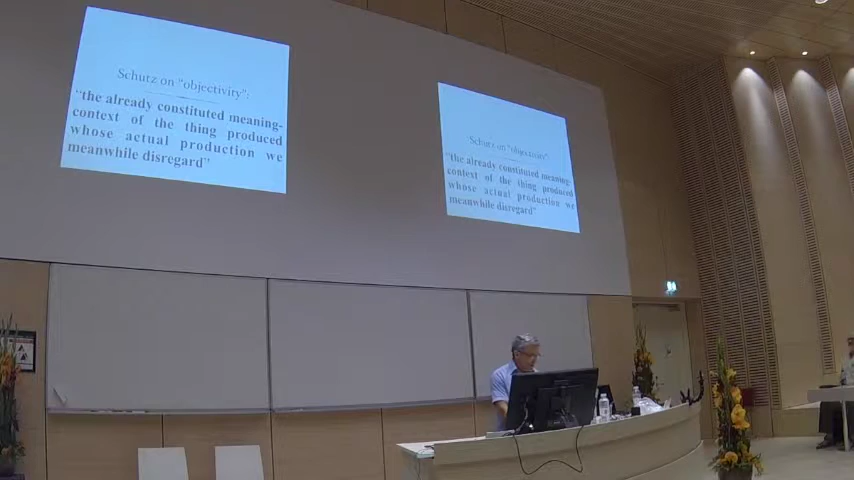 Schutz on "objectivity":
"the already constituted meaning-
context of the thing produced
whose actual production we
meanwhile disregard"
Schutz on "objectivity":
"the already constituted meaning-
context of the thing produced
whose actual production we
meanwhile disregard"